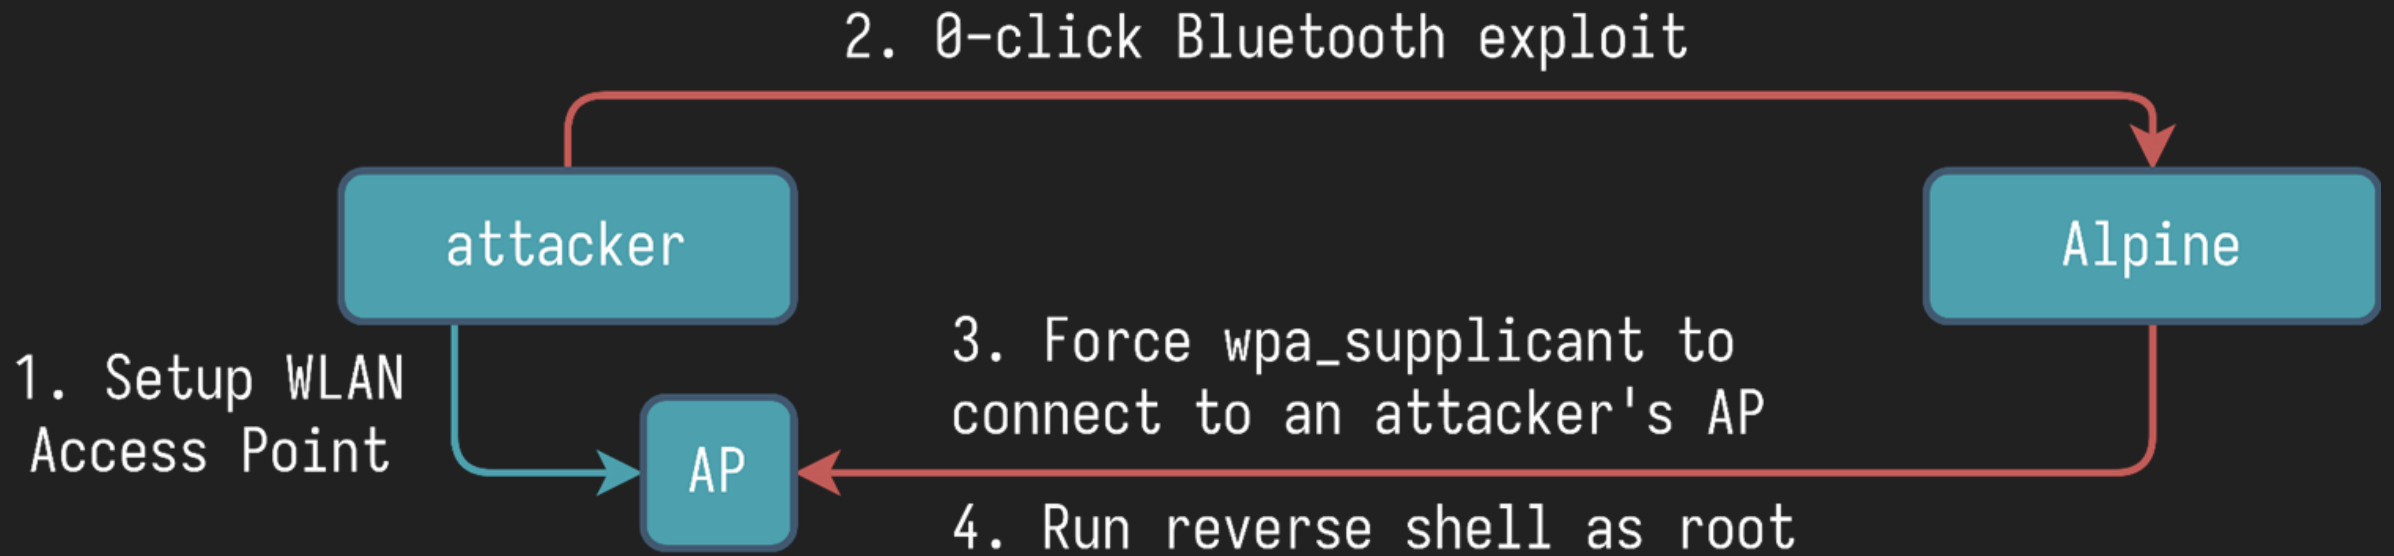 2. 0-click Bluetooth exploit
attacker
Alpine
1. Setup WLAN
Access Point
AP
3. Force wpa_supplicant to
connect to an attacker's AP
4. Run reverse shell as root